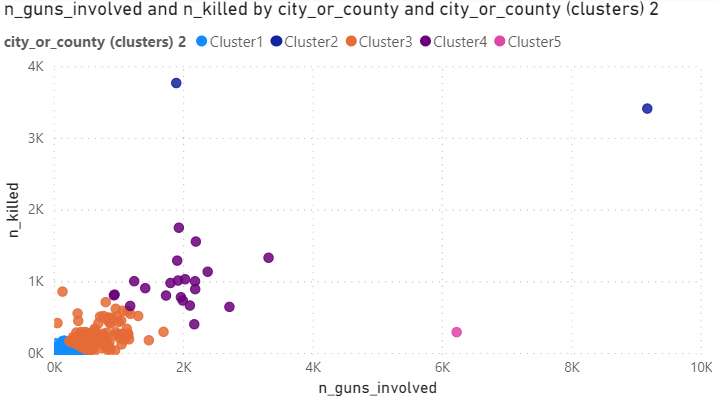 n_guns_involved and n_killed by city_or_county and city_or_county (clusters) 2
city_or_county (clusters) 2 Cluster1 Cluster2 Cluster3 Cluster4 Cluster5
4K
3K
2K
1K
0K
n_killed
0K 2K 4K 6K 8K 10K
n_guns_involved